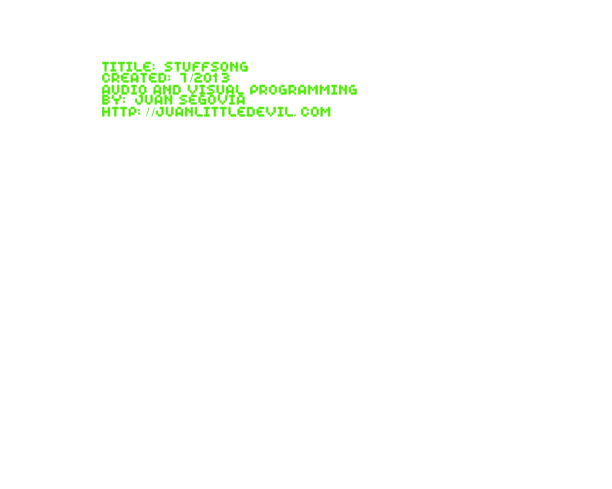 TITILE: STUFFSONG
CREATED: 1/2013
AUDIO AND VISUAL PROGRAMMING
BY: JUAN SEGOVIA
HTTP://JUANLITTLEDEVIL.COM